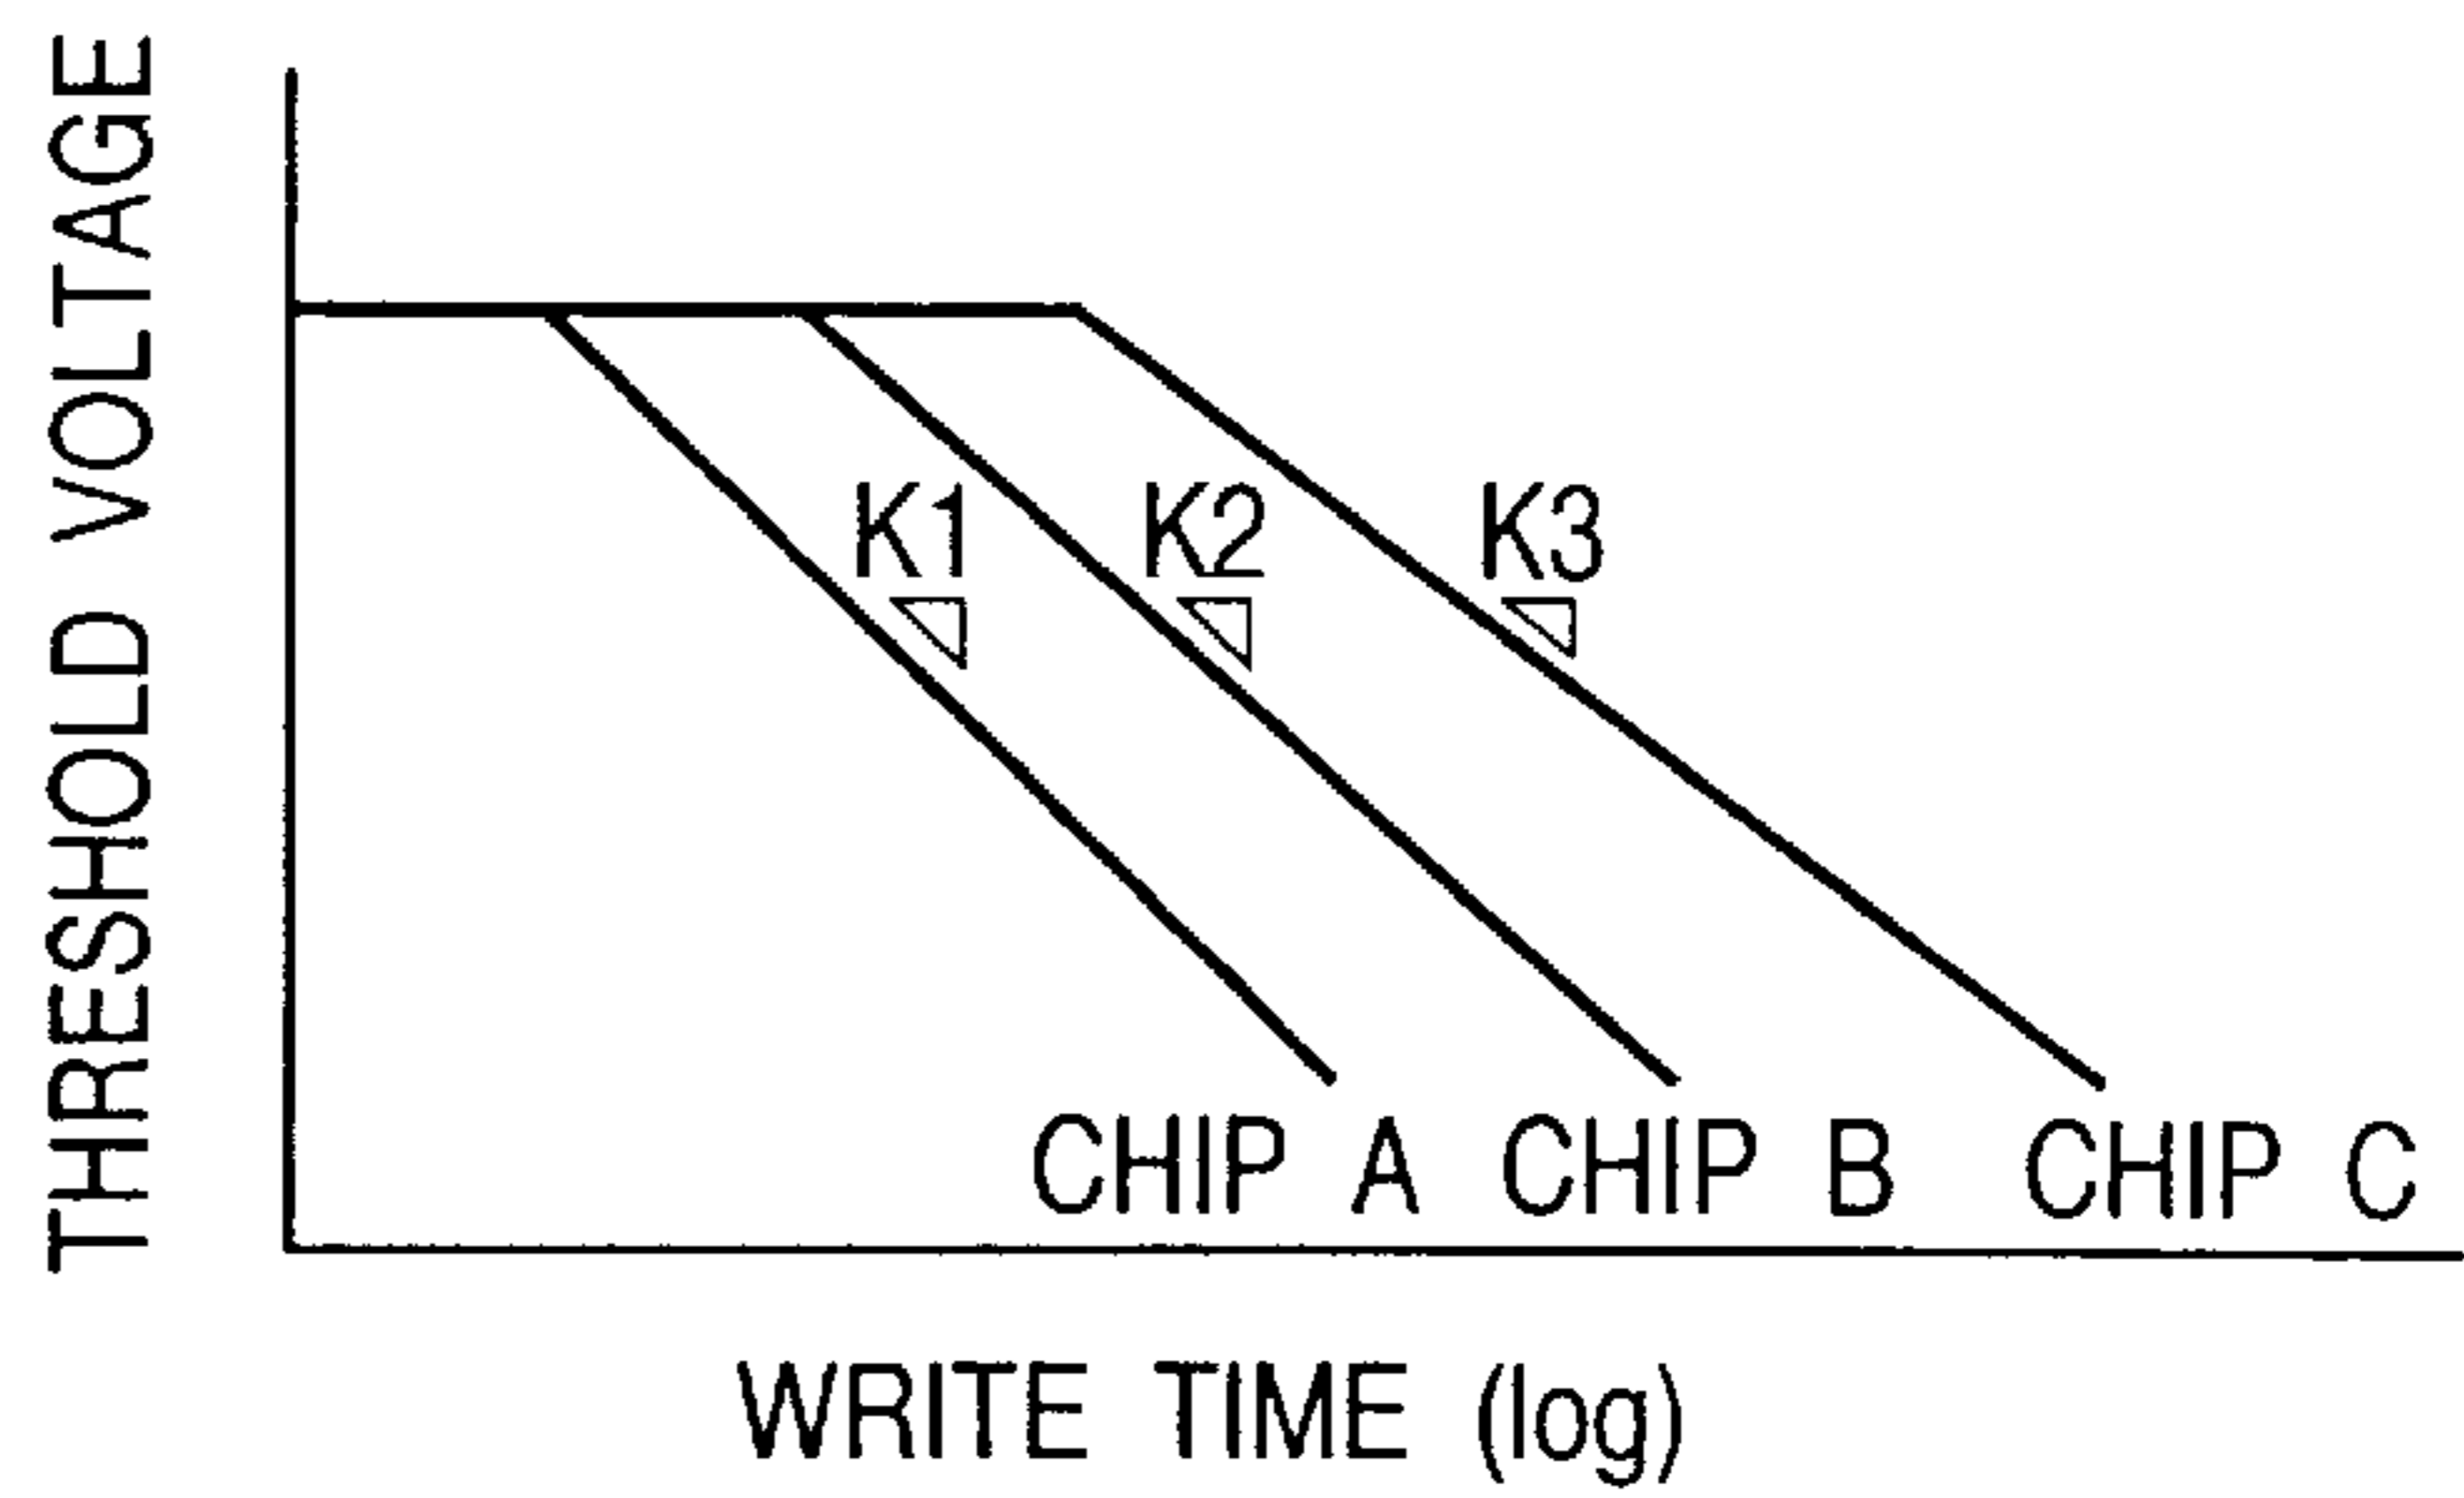 THRESHOLD VOLTAGE
K1 K2 K3
CHIP A CHIP B CHIP C
WRITE TIME (log)